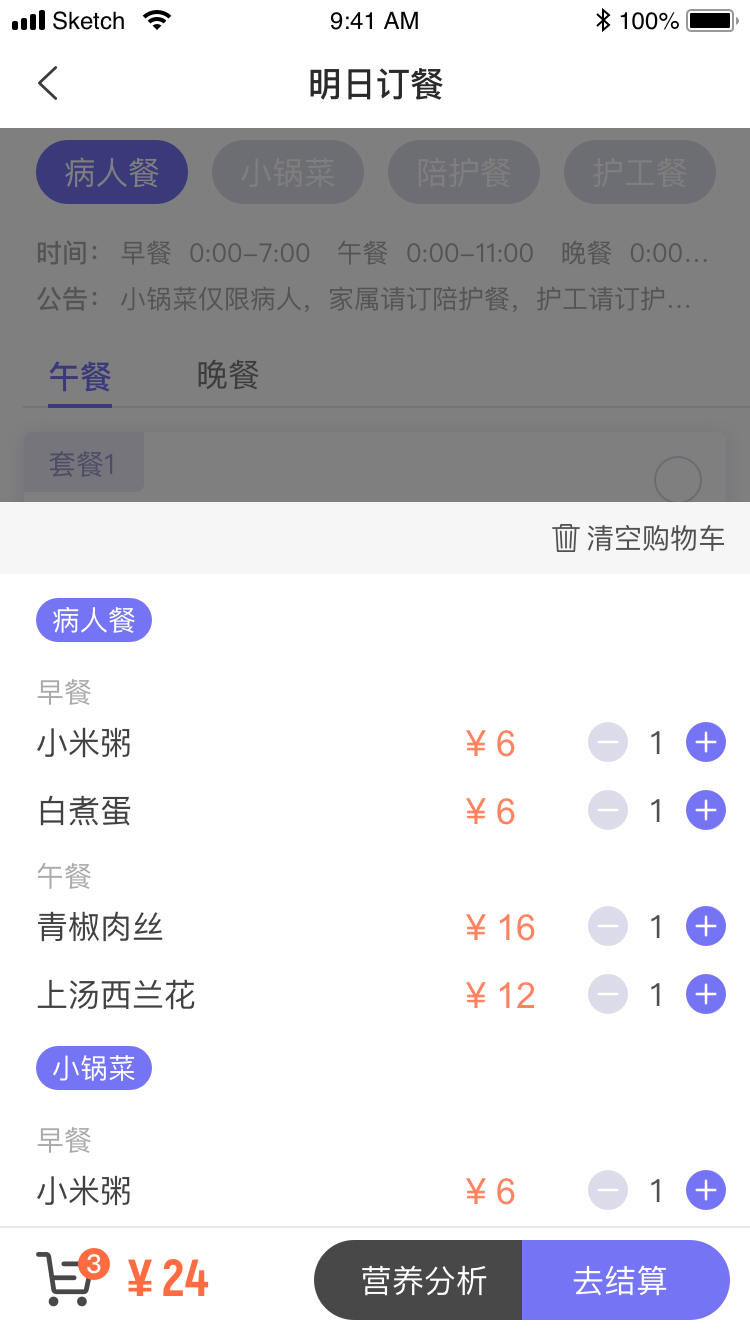 Sketch 9:41 AM 100%
明日订餐
病人餐 小锅菜 陪护餐 护工餐
时间： 早餐 0:00-7:00 午餐 0:00-11:00 晚餐 0:00...
公告： 小锅菜仅限病人，家属请订陪护餐，护工请订护...
午餐 晚餐
套餐1
清空购物车
病人餐
早餐
小米粥 ¥ 6 1
白煮蛋 ¥ 6 1
午餐
青椒肉丝 ¥ 16 1
上汤西兰花 ¥ 12 1
小锅菜
早餐
小米粥 ¥ 6 1
3 ¥ 24 营养分析 去结算